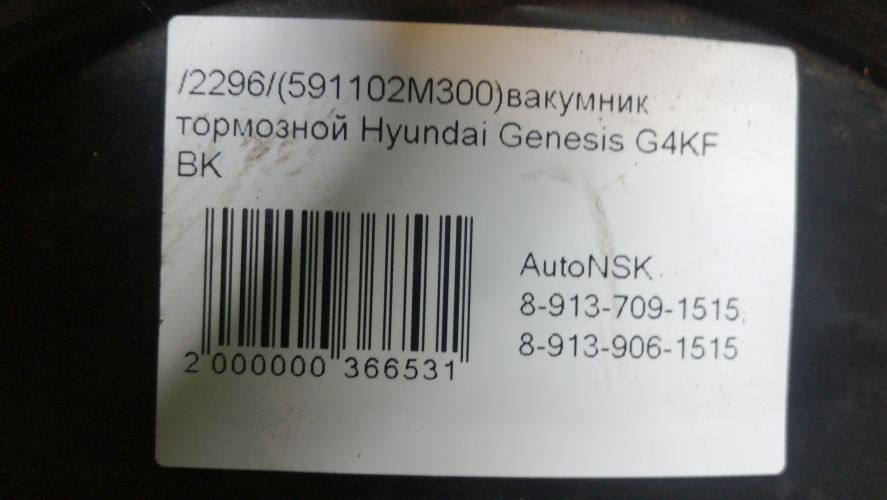 /2296/(591102M300)вакумник
тормозной Hyundai Genesis G4KF
BK
AutoNSK
8-913-709-1515,
8-913-906-1515
2 000000 366531